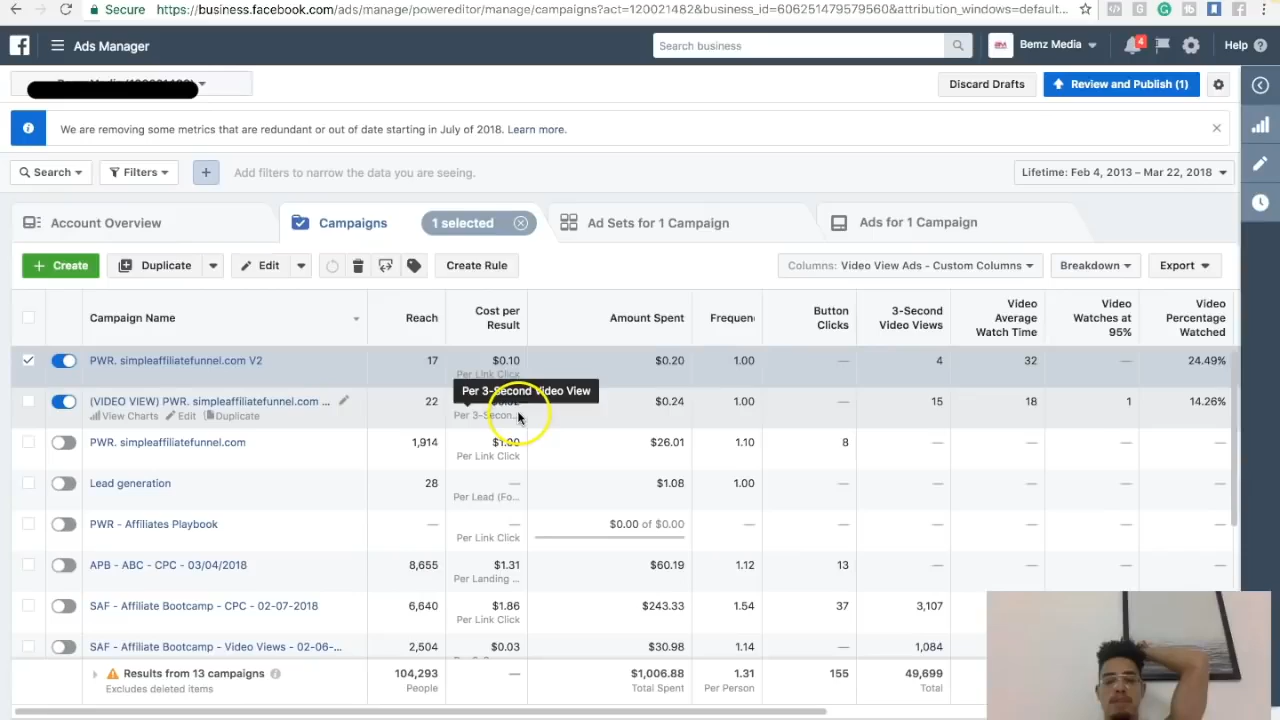 Secure
https://business.facebook.com/ads/manage/powereditor/manage/campaigns?act=120021482&business_id=606251479579560&attribution_windows=default...
Ads Manager
Search business
Bemz Media
4
Help
Discard Drafts
Review and Publish (1)
We are removing some metrics that are redundant or out of date starting in July of 2018. Learn more.
Search
Filters
Add filters to narrow the data you are seeing.
Lifetime: Feb 4, 2013 – Mar 22, 2018
Account Overview
Campaigns
1 selected
Ad Sets for 1 Campaign
Ads for 1 Campaign
+ Create
Duplicate
Edit
Create Rule
Columns: Video View Ads - Custom Columns
Breakdown
Export
Campaign Name
Reach
Cost per Result
Amount Spent
Frequen
Button Clicks
3-Second Video Views
Video Average Watch Time
Video Watches at 95%
Video Percentage Watched
PWR. simpleaffiliatefunnel.com V2 17 $0.10 $0.20 1.00 — 4 32 — 24.49%
Per Link Click
Per 3-Second Video View
(VIDEO VIEW) PWR. simpleaffiliatefunnel.com ... 22 $0.24 1.00 — 15 18 1 14.26%
View Charts Edit Duplicate Per 3-Secon...
PWR. simpleaffiliatefunnel.com 1,914 $1.00 $26.01 1.10 8 — — — —
Per Link Click
Lead generation 28 — $1.08 1.00 — — — — —
Per Lead (Fo...
PWR - Affiliates Playbook — — $0.00 of $0.00 — — — — — —
Per Link Click
APB - ABC - CPC - 03/04/2018 8,655 $1.31 $60.19 1.12 13 — — — —
Per Landing ...
SAF - Affiliate Bootcamp - CPC - 02-07-2018 6,640 $1.86 $243.33 1.54 37 3,107
Per Link Click
SAF - Affiliate Bootcamp - Video Views - 02-06-... 2,504 $0.03 $30.98 1.14 — 1,084
Results from 13 campaigns 104,293 — $1,006.88 1.31 155 49,699
Excludes deleted items People Total Spent Per Person Total Total